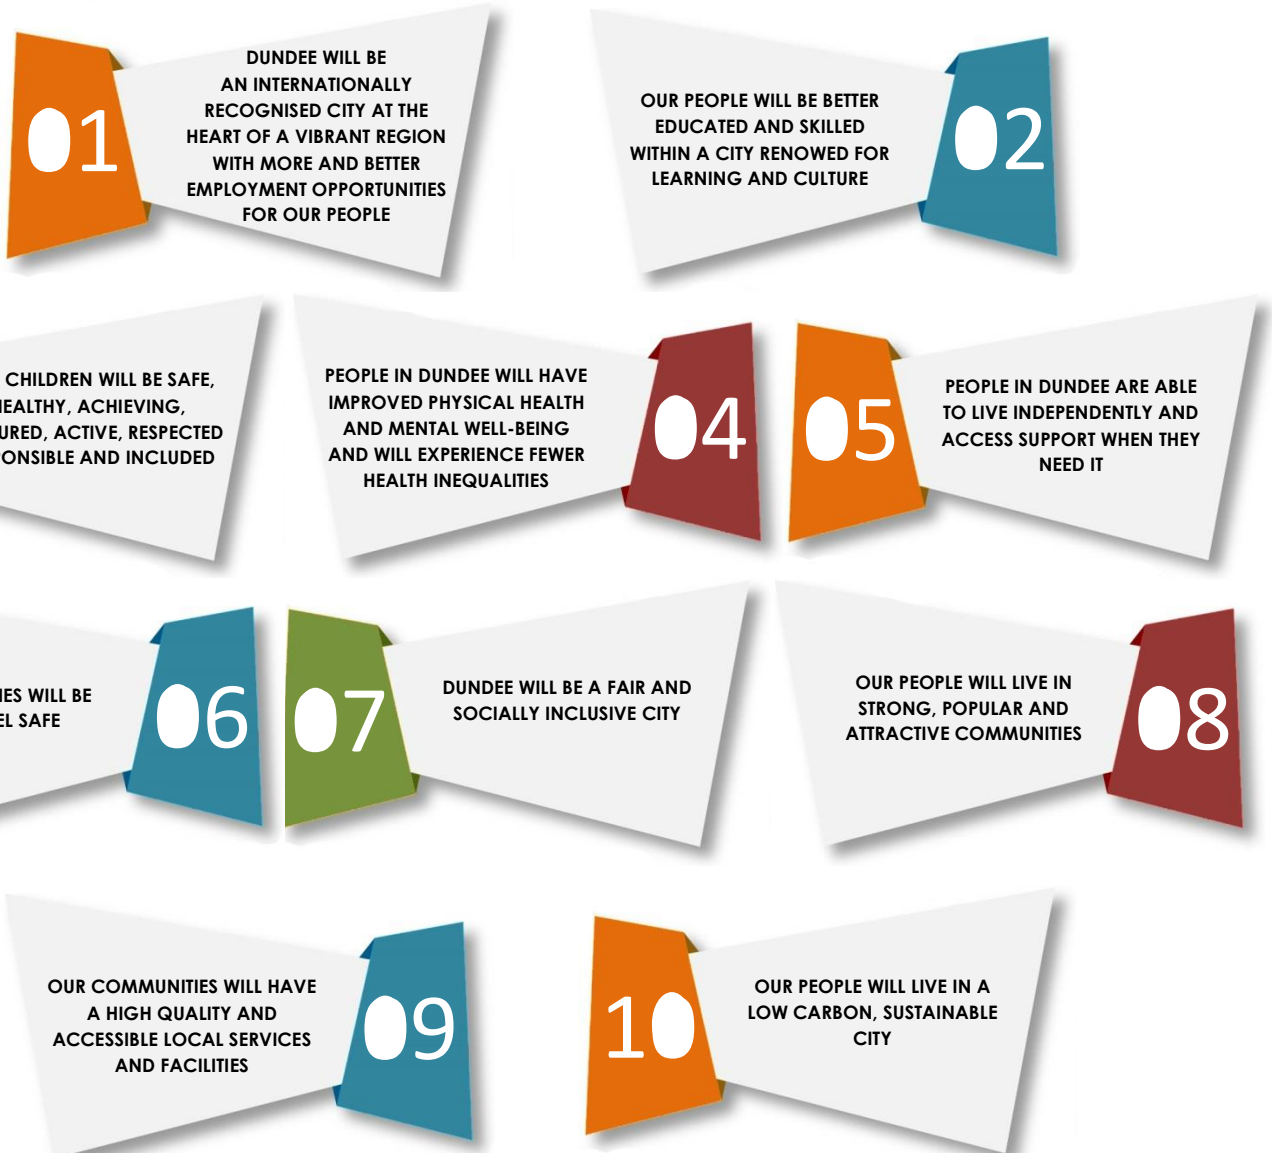 01
DUNDEE WILL BE
AN INTERNATIONALLY
RECOGNISED CITY AT THE
HEART OF A VIBRANT REGION
WITH MORE AND BETTER
EMPLOYMENT OPPORTUNITIES
FOR OUR PEOPLE
OUR PEOPLE WILL BE BETTER
EDUCATED AND SKILLED
WITHIN A CITY RENOWED FOR
LEARNING AND CULTURE
02
CHILDREN WILL BE SAFE,
EALTHY, ACHIEVING,
URED, ACTIVE, RESPECTED
PONSIBLE AND INCLUDED
PEOPLE IN DUNDEE WILL HAVE
IMPROVED PHYSICAL HEALTH
AND MENTAL WELL-BEING
AND WILL EXPERIENCE FEWER
HEALTH INEQUALITIES
04
05
PEOPLE IN DUNDEE ARE ABLE
TO LIVE INDEPENDENTLY AND
ACCESS SUPPORT WHEN THEY
NEED IT
IES WILL BE
EL SAFE
06
07
DUNDEE WILL BE A FAIR AND
SOCIALLY INCLUSIVE CITY
OUR PEOPLE WILL LIVE IN
STRONG, POPULAR AND
ATTRACTIVE COMMUNITIES
08
OUR COMMUNITIES WILL HAVE
A HIGH QUALITY AND
ACCESSIBLE LOCAL SERVICES
AND FACILITIES
09
10
OUR PEOPLE WILL LIVE IN A
LOW CARBON, SUSTAINABLE
CITY